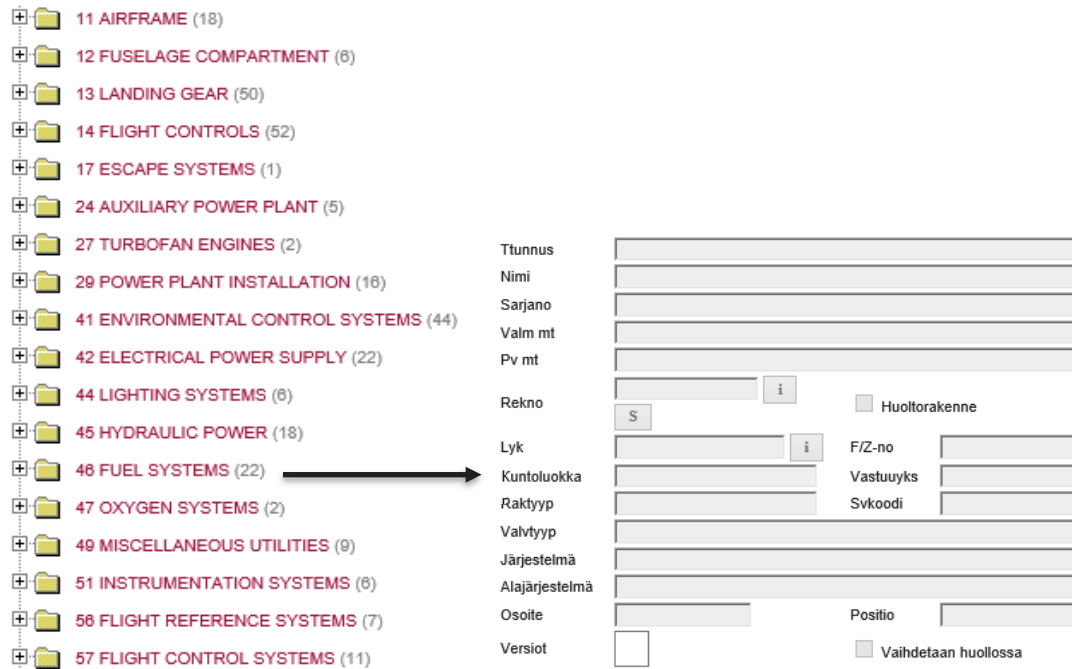 11 AIRFRAME (18)
12 FUSELAGE COMPARTMENT (6)
13 LANDING GEAR (50)
14 FLIGHT CONTROLS (52)
17 ESCAPE SYSTEMS (1)
24 AUXILIARY POWER PLANT (5)
27 TURBOFAN ENGINES (2)
29 POWER PLANT INSTALLATION (16)
41 ENVIRONMENTAL CONTROL SYSTEMS (44)
42 ELECTRICAL POWER SUPPLY (22)
44 LIGHTING SYSTEMS (6)
45 HYDRAULIC POWER (18)
46 FUEL SYSTEMS (22)
47 OXYGEN SYSTEMS (2)
49 MISCELLANEOUS UTILITIES (9)
51 INSTRUMENTATION SYSTEMS (6)
56 FLIGHT REFERENCE SYSTEMS (7)
57 FLIGHT CONTROL SYSTEMS (11)
Ttunnus
Nimi
Sarjano
Valm mt
Pv mt
Rekno i Huoltorakenne
S
Lyk i F/Z-no
Kuntoluokka Vastuuyks
Raktyyp Svkoodi
Valvtyyp
Järjestelmä
Alajärjestelmä
Osoite Positio
Versiot Vaihdetaan huollossa